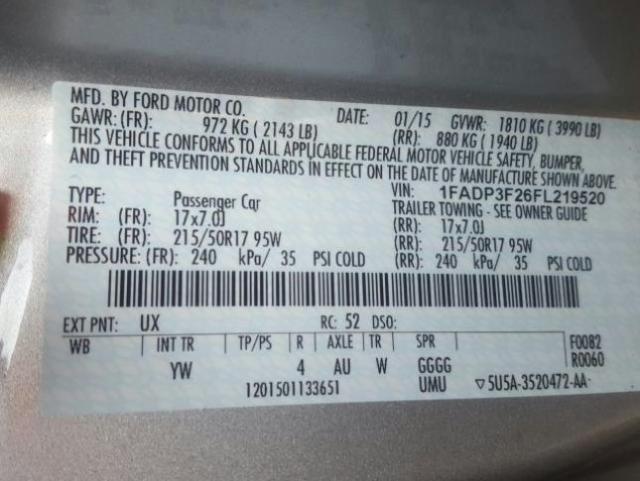 MFD. BY FORD MOTOR CO. DATE: 01/15 GVWR: 1810 KG ( 3990 LB)
GAWR: (FR): 972 KG ( 2143 LB) (RR): 880 KG ( 1940 LB)
THIS VEHICLE CONFORMS TO ALL APPLICABLE FEDERAL MOTOR VEHICLE SAFETY, BUMPER,
AND THEFT PREVENTION STANDARDS IN EFFECT ON THE DATE OF MANUFACTURE SHOWN ABOVE.
VIN: 1FADP3F26FL219520
TYPE: Passenger Car TRAILER TOWING - SEE OWNER GUIDE
RIM: (FR): 17x7.0J (RR): 17x7.0J
TIRE: (FR): 215/50R17 95W (RR): 215/50R17 95W
PRESSURE: (FR): 240 kPa/ 35 PSI COLD (RR): 240 kPa/ 35 PSI COLD
EXT PNT: UX RC: 52 DSO:
WB INT TR TP/PS R AXLE TR SPR F0082
YW 4 AU W GGGG R0060
1201501133651 UMU ▽5U5A-3520472-AA-